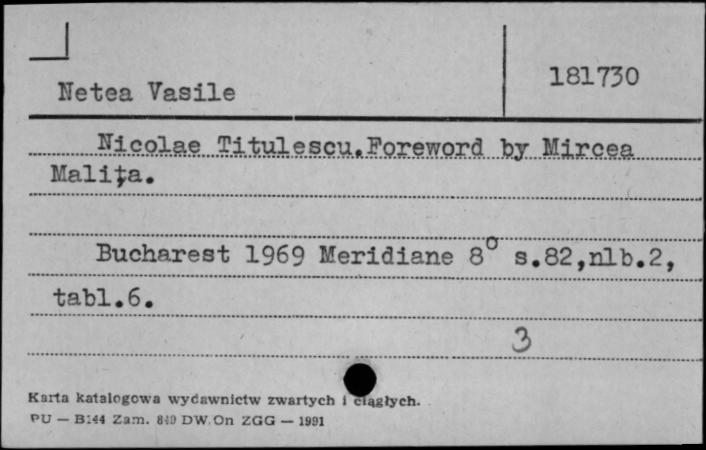 Netea Vasile
181730
Nicolae Titulescu.Foreword by Mircea
Maliţa.
Bucharest 1969 Meridiane 8° s.82,nlb.2,
tabl.6.
3
Karta katalogowa wydawnictw zwartych i ciągłych.
PU — B144 Zam. 849 DW.On ZGG — 1991